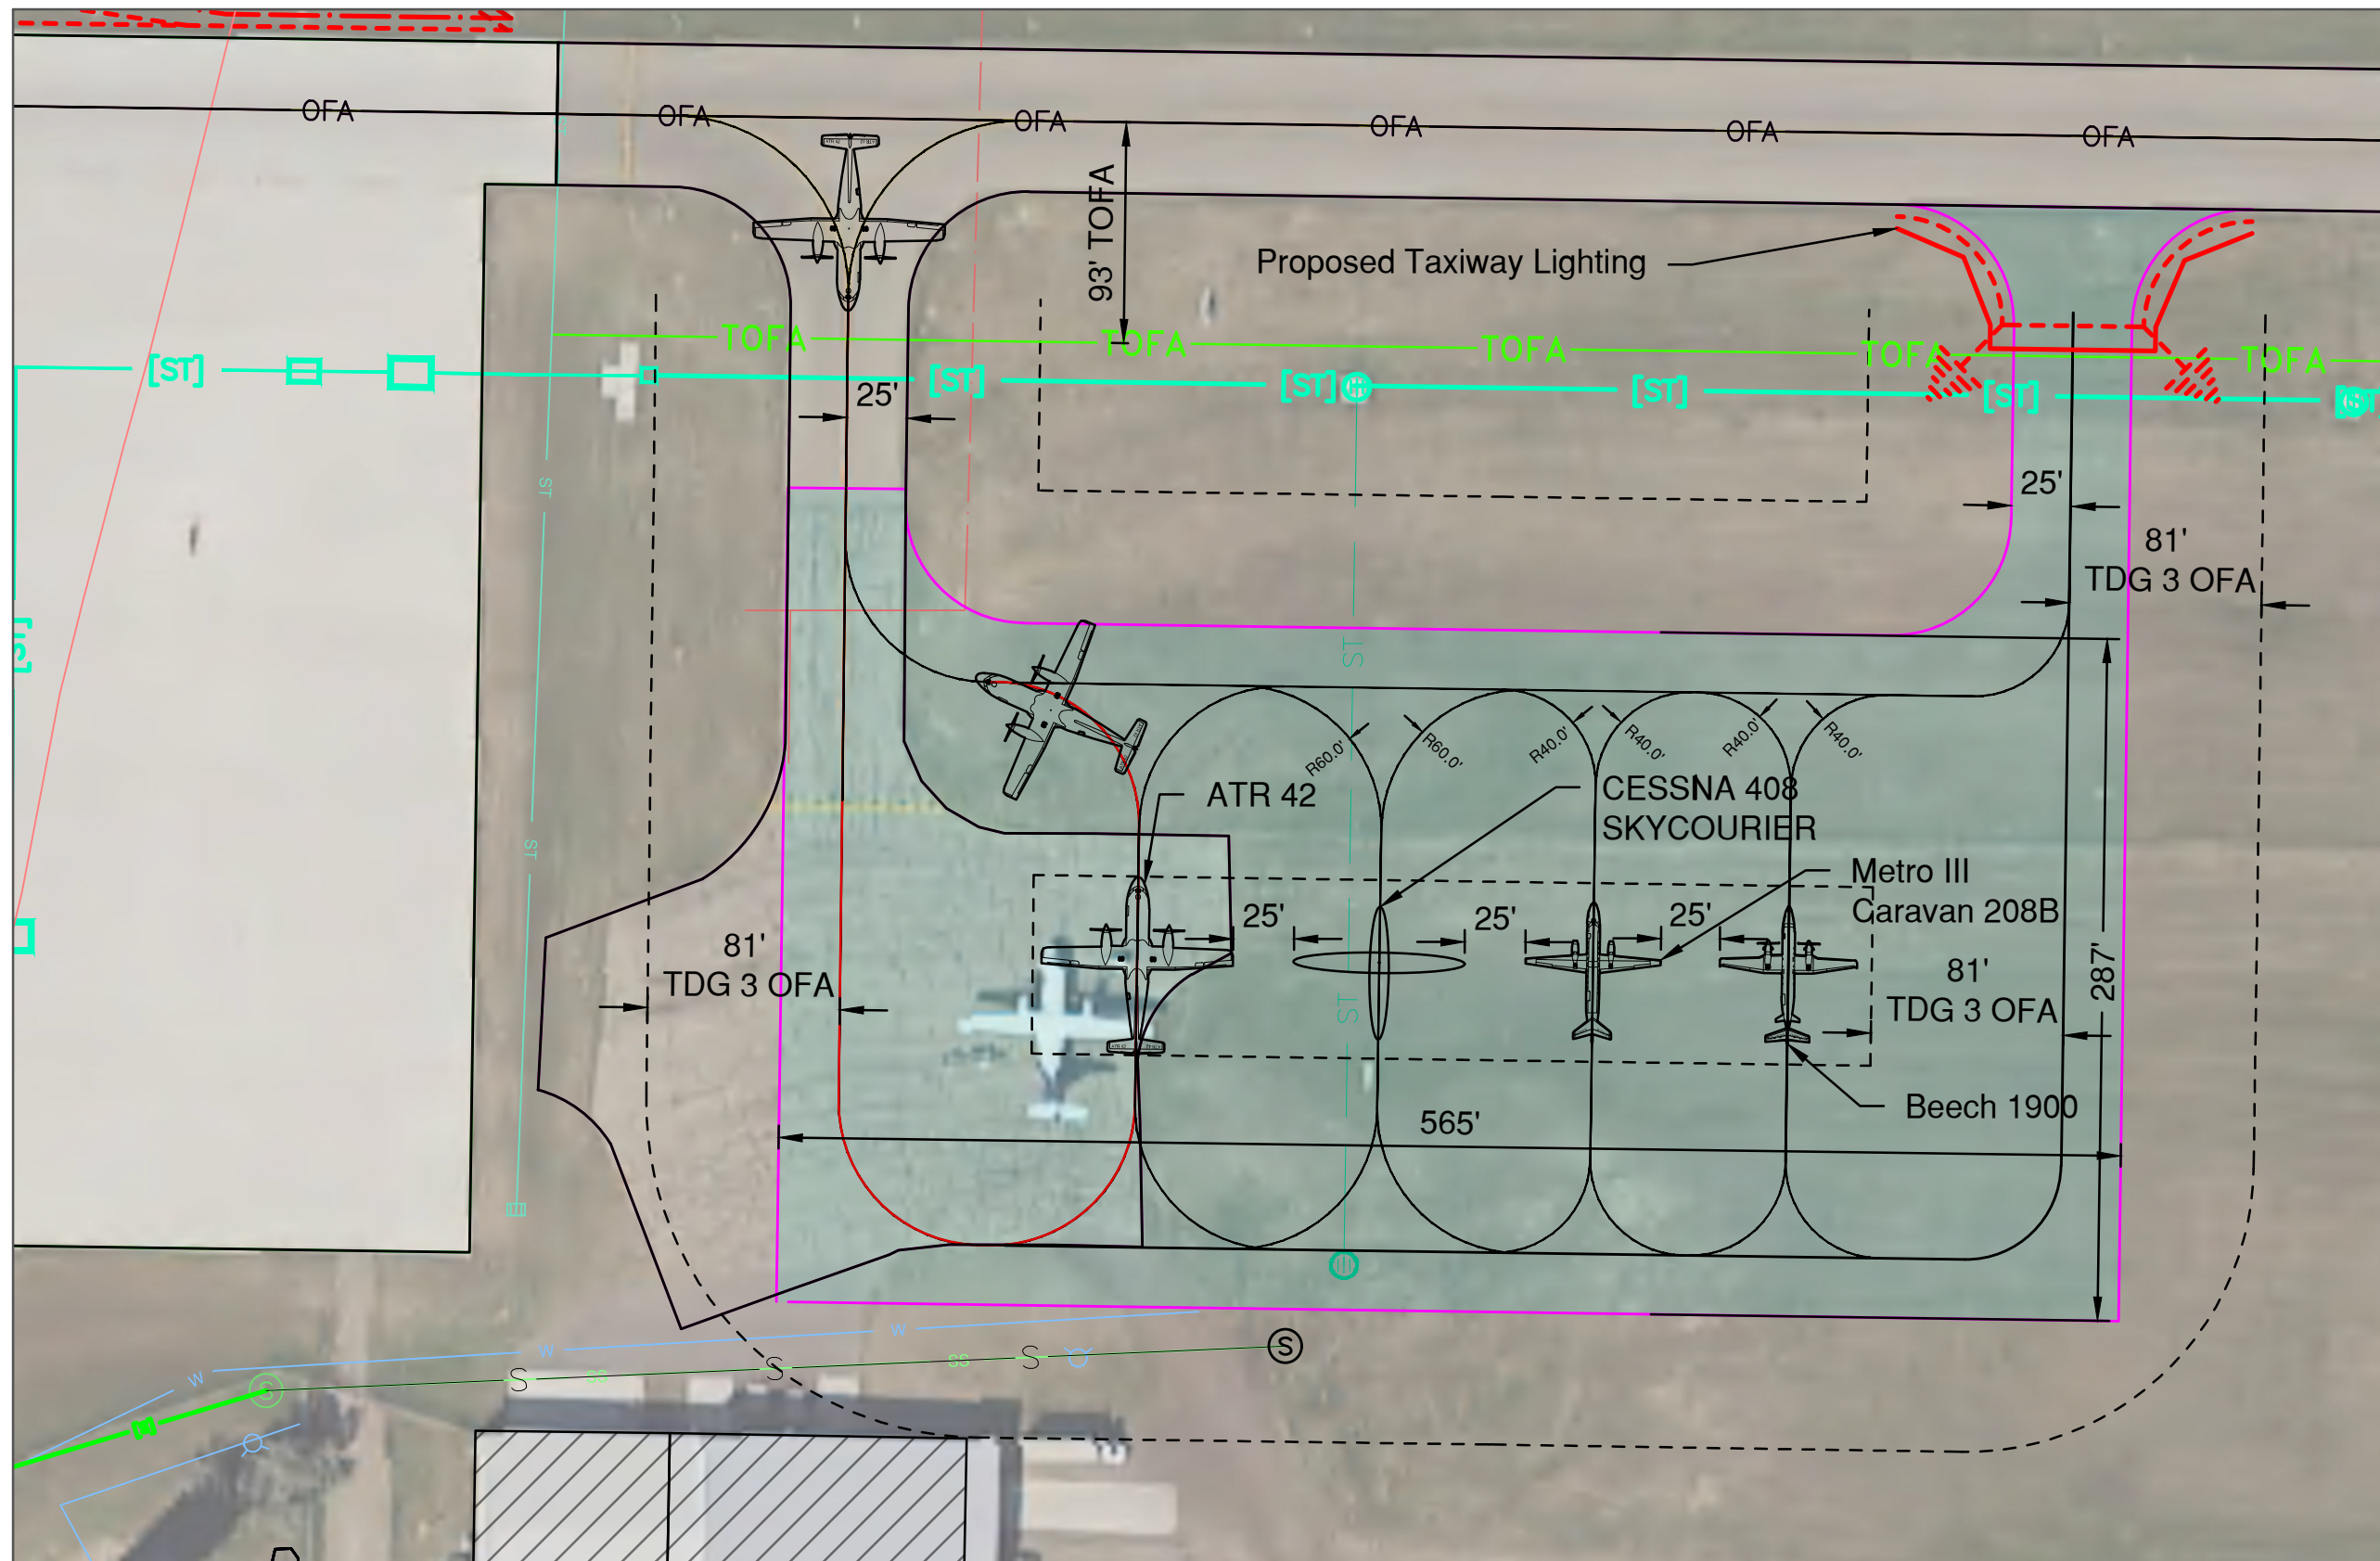 OFA
OFA
OFA
OFA
OFA
OFA
93' TOFA
Proposed Taxiway Lighting
TOFA
TOFA
TOFA
TOFA
TOFA
[ST]
[ST]
[ST]
[ST]
[ST]
25'
ST
25'
81'
TDG 3 OFA
[ST]
ST
R60.0'
R60.0'
R40.0'
R40.0'
R40.0'
R40.0'
ATR 42
CESSNA 408
SKYCOURIER
ST
Metro III
Caravan 208B
25'
25'
25'
81'
TDG 3 OFA
81'
TDG 3 OFA
287'
ST
565'
Beech 1900
W
W
W
S
S
S
S
SS
SS
S